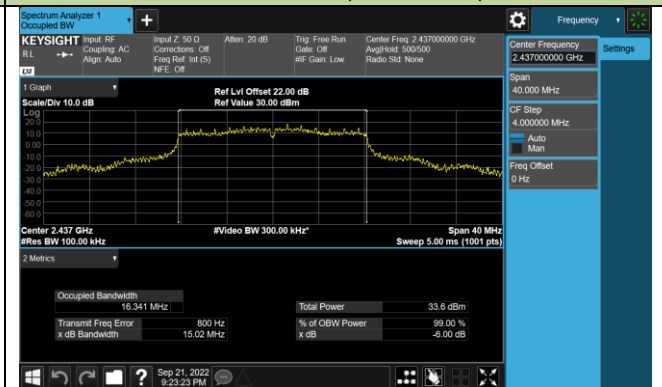 Spectrum Analyzer 1
Occupied BW
Frequency
KEYSIGHT
RL
LXI
Input: RF
Coupling: AC
Align: Auto
Input Z: 50 Ω
Corrections: Off
Freq Ref: Int (S)
NFE: Off
Atten: 20 dB
Trig: Free Run
Gate: Off
#IF Gain: Low
Center Freq: 2.437000000 GHz
Avg|Hold: 500/500
Radio Std: None
1 Graph
Scale/Div 10.0 dB
Ref Lvl Offset 22.00 dB
Ref Value 30.00 dBm
Log
20.0
10.0
0.00
-10.0
-20.0
-30.0
-40.0
-50.0
-60.0
Center 2.437 GHz
#Res BW 100.00 kHz
#Video BW 300.00 kHz*
Span 40 MHz
Sweep 5.00 ms (1001 pts)
2 Metrics
Occupied Bandwidth
16.341 MHz
Total Power 33.6 dBm
Transmit Freq Error 800 Hz
% of OBW Power 99.00 %
x dB Bandwidth 15.02 MHz
x dB -6.00 dB
Center Frequency
2.437000000 GHz
Settings
Span
40.000 MHz
CF Step
4.000000 MHz
Auto
Man
Freq Offset
0 Hz
?
Sep 21, 2022
9:23:23 PM